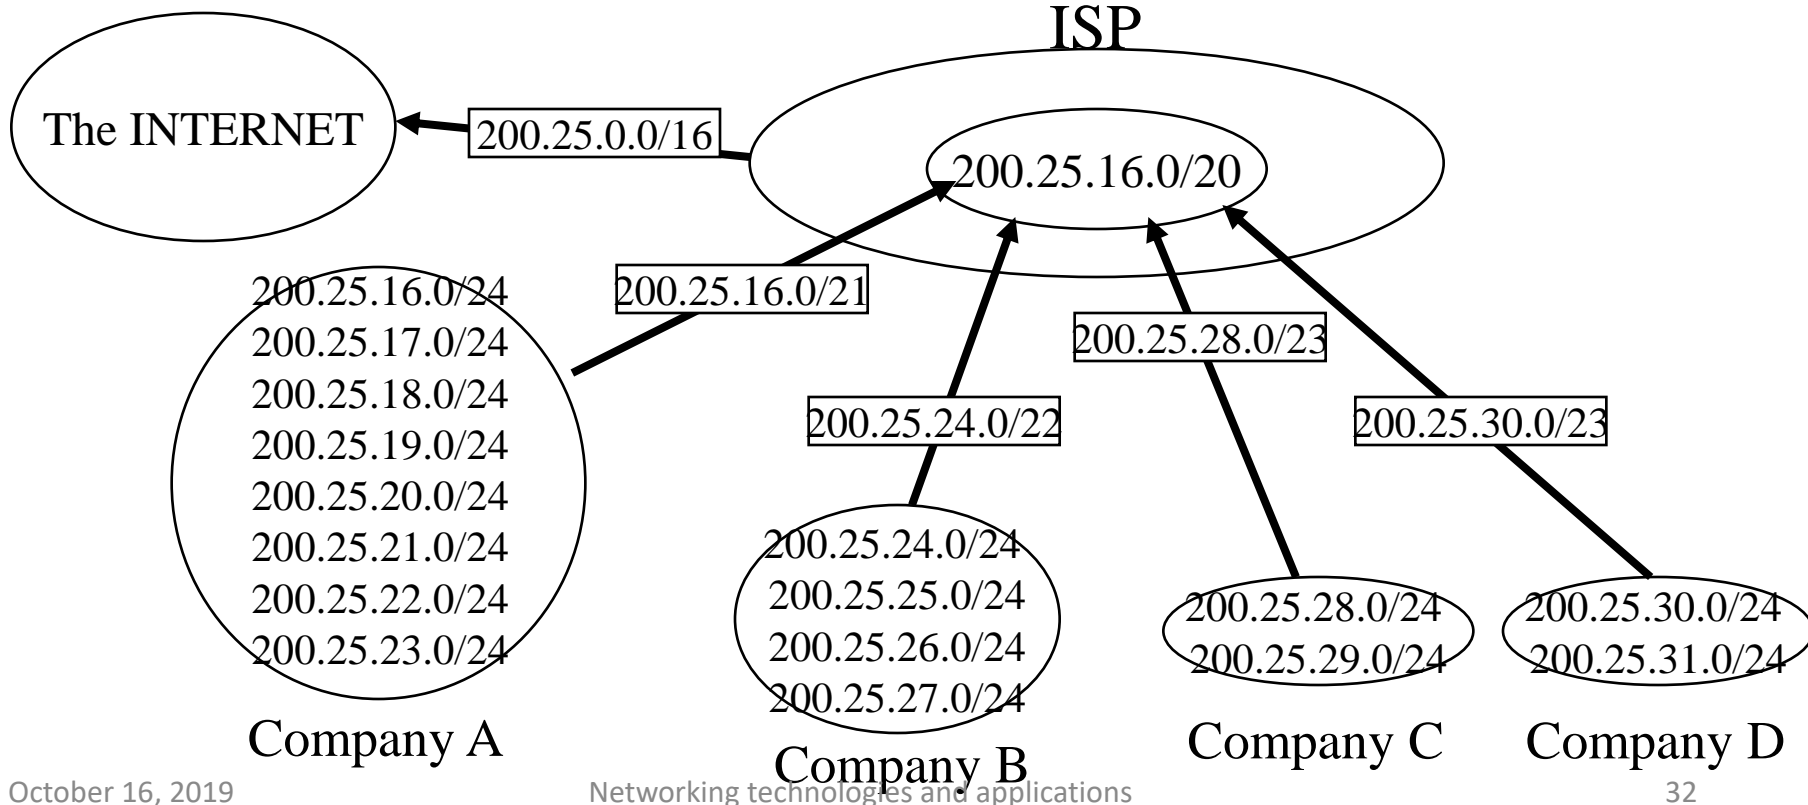 ISP
The INTERNET
200.25.0.0/16
200.25.16.0/20
200.25.16.0/21
200.25.24.0/22
200.25.28.0/23
200.25.30.0/23
200.25.16.0/24
200.25.17.0/24
200.25.18.0/24
200.25.19.0/24
200.25.20.0/24
200.25.21.0/24
200.25.22.0/24
200.25.23.0/24
Company A
200.25.24.0/24
200.25.25.0/24
200.25.26.0/24
200.25.27.0/24
Company B
200.25.28.0/24
200.25.29.0/24
Company C
200.25.30.0/24
200.25.31.0/24
Company D
October 16, 2019
Networking technologies and applications
32